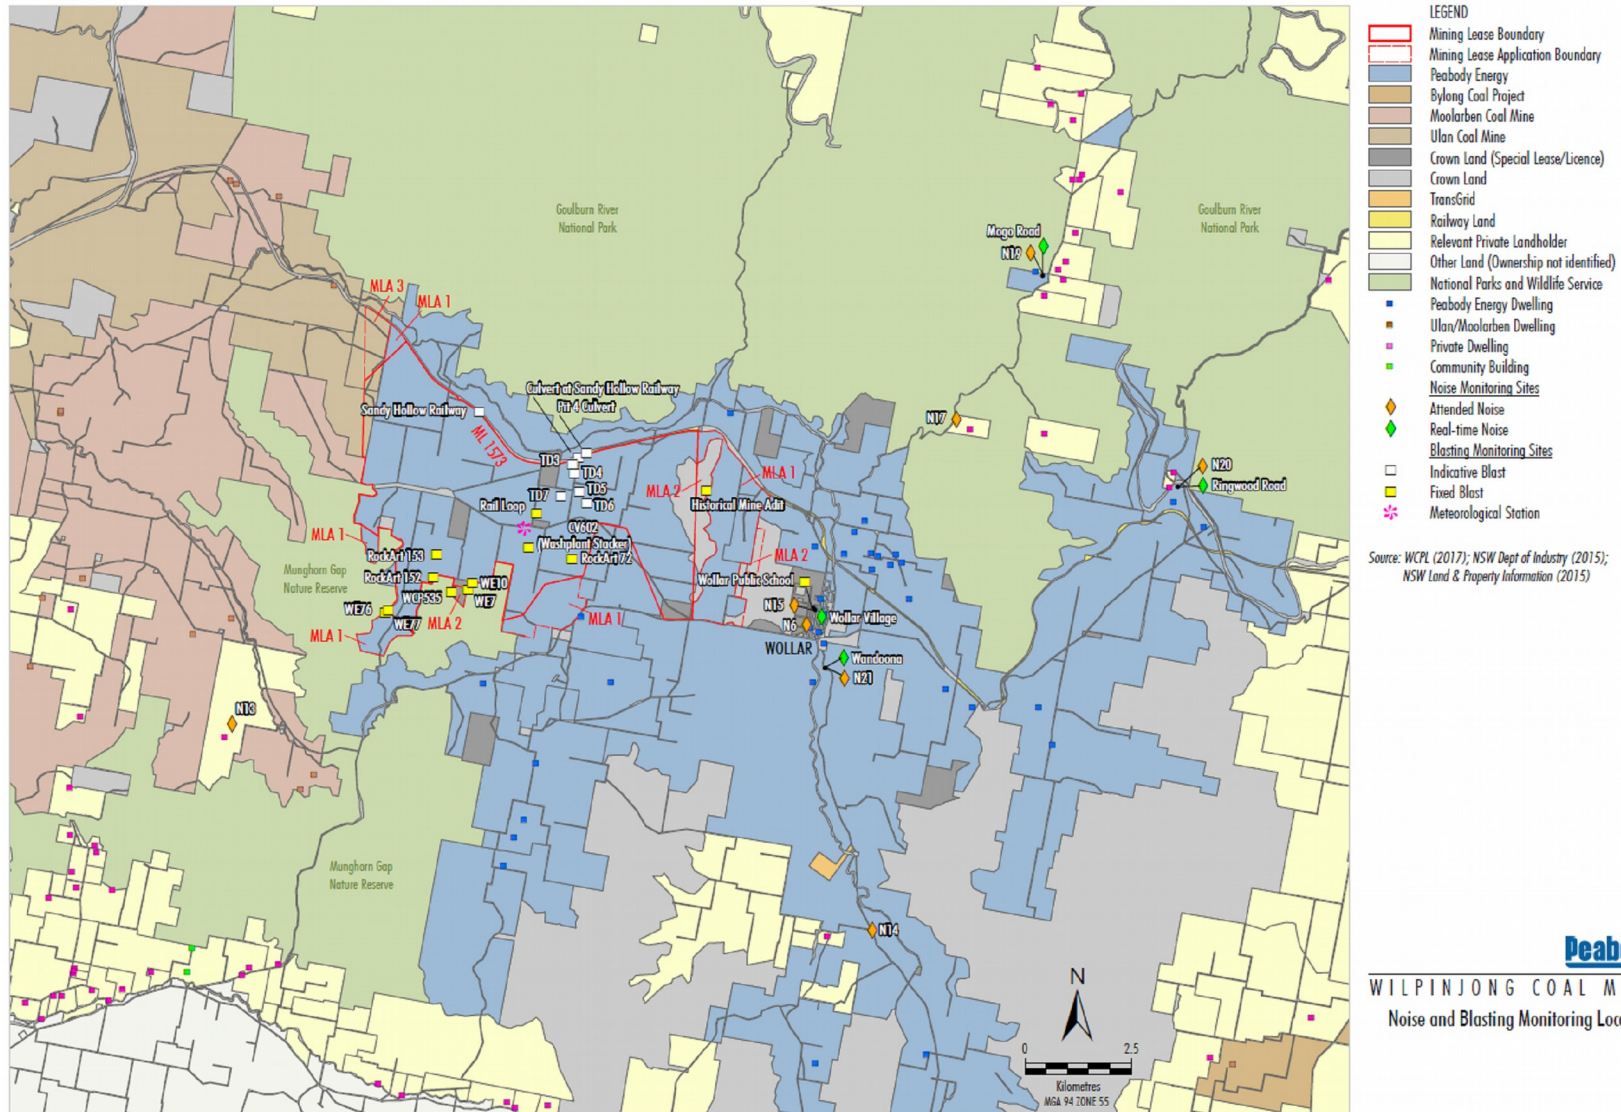 LEGEND
Mining Lease Boundary
Mining Lease Application Boundary
Peabody Energy
Bylong Coal Project
Moolarben Coal Mine
Ulan Coal Mine
Crown Land (Special Lease/Licence)
Crown Land
TransGrid
Railway Land
Relevant Private Landholder
Other Land (Ownership not identified)
National Parks and Wildlife Service
Peabody Energy Dwelling
Ulan/Moolarben Dwelling
Private Dwelling
Community Building
Noise Monitoring Sites
Attended Noise
Real-time Noise
Blasting Monitoring Sites
Indicative Blast
Fixed Blast
Meteorological Station
Source: WCPL (2017); NSW Dept of Industry (2015);
NSW Land & Property Information (2015)
Goulburn River
National Park
Goulburn River
National Park
Mogo Road
N19
MLA 3
MLA 1
Culvert at Sandy Hollow Railway
Pit 4 Culvert
Sandy Hollow Railway
ML 1573
N17
TD3
TD4
TD5
TD6
TD7
Rail Loop
MLA 2
MLA 1
Historical Mine Adit
N20
Ringwood Road
MLA 1
CV602
(Washplant Stacker)
RockArt 72
RockArt 153
MLA 2
Munghorn Gap
Nature Reserve
RockArt 152
WE10
WE7
WCP535
Wollar Public School
WE76
WE77
MLA 1
MLA 2
MLA 1
N15
N6
Wollar Village
WOLLAR
Wandoona
N21
N13
Munghorn Gap
Nature Reserve
N14
N
0
2.5
Kilometres
MGA 94 ZONE 55
Peab
WILPINJONG COAL M
Noise and Blasting Monitoring Loc